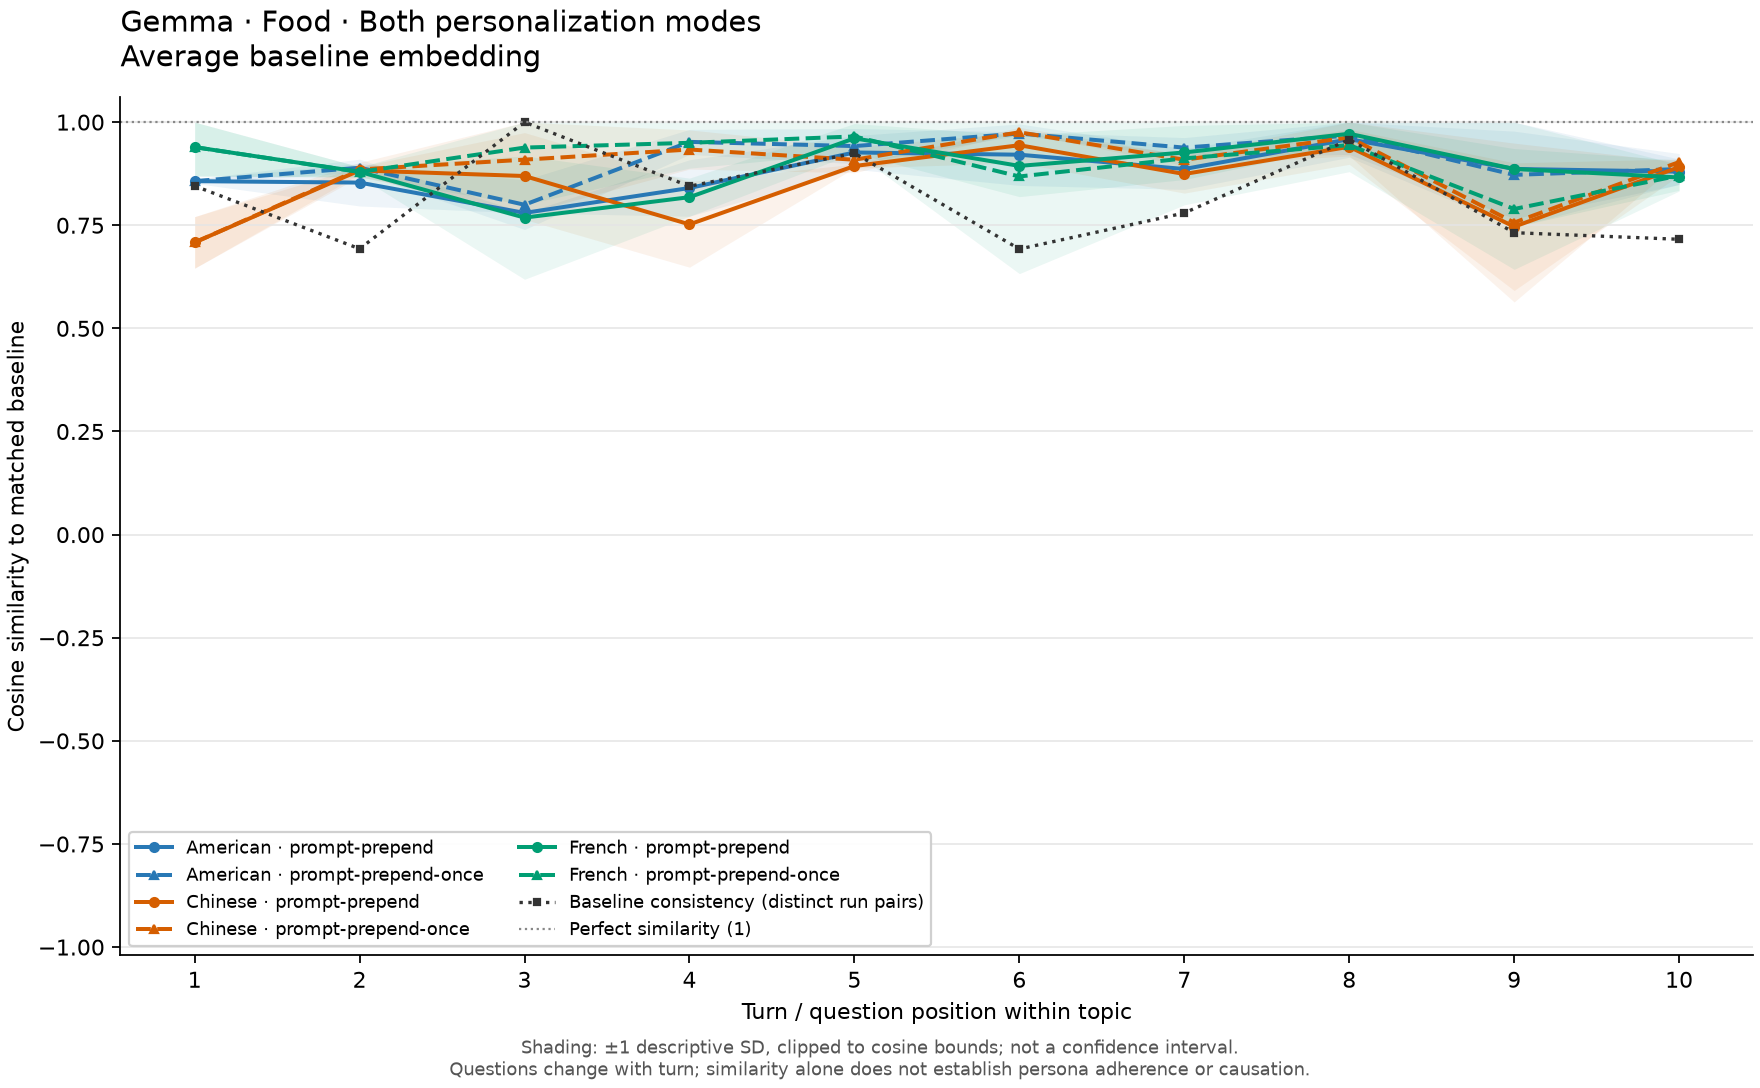 Gemma · Food · Both personalization modes
Average baseline embedding
Cosine similarity to matched baseline
1.00
0.75
0.50
0.25
0.00
−0.25
−0.50
−0.75
−1.00
American · prompt-prepend
American · prompt-prepend-once
Chinese · prompt-prepend
Chinese · prompt-prepend-once
French · prompt-prepend
French · prompt-prepend-once
Baseline consistency (distinct run pairs)
Perfect similarity (1)
1 2 3 4 5 6 7 8 9 10
Turn / question position within topic
Shading: ±1 descriptive SD, clipped to cosine bounds; not a confidence interval.
Questions change with turn; similarity alone does not establish persona adherence or causation.